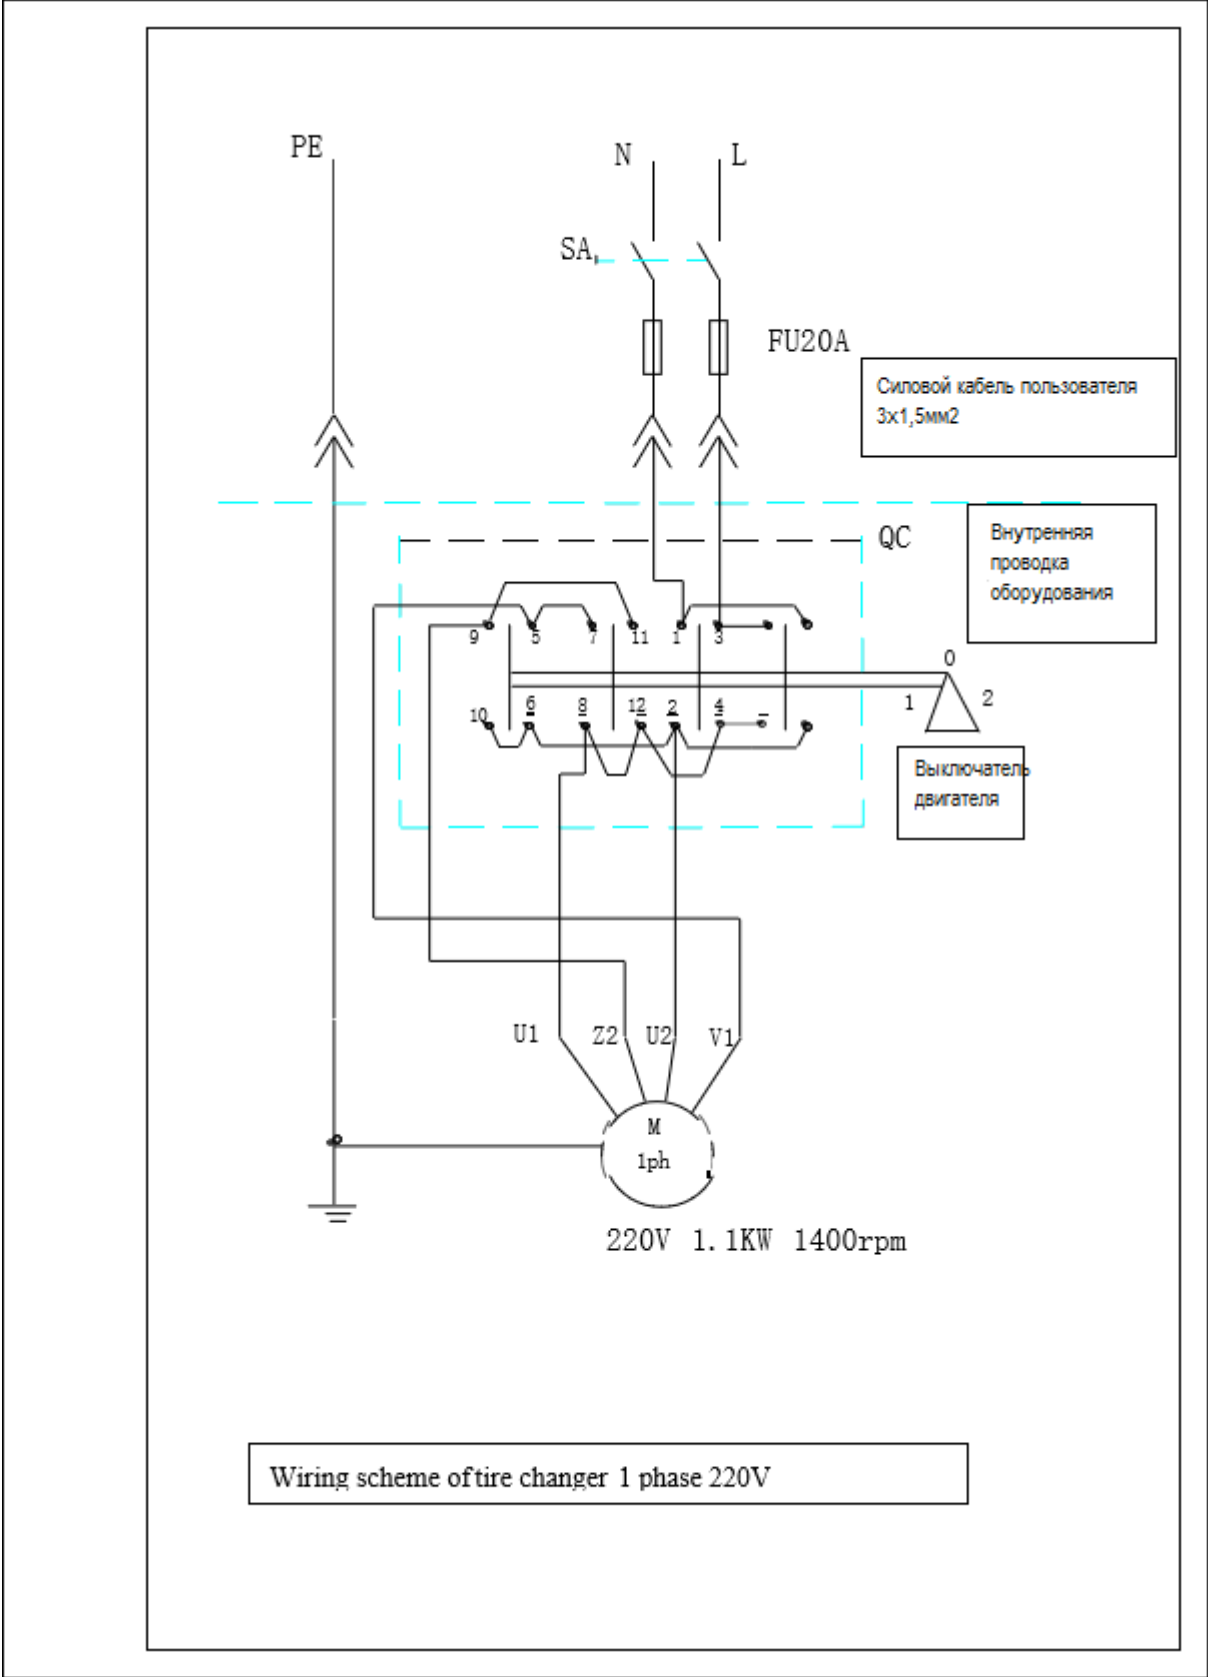 PE
N
L
SA
FU20A
Силовой кабель пользователя
3x1,5мм2
QC
Внутренняя
проводка
оборудования
9 5 7 11 1 3
0
1 2
10 6 8 12 2 4
Выключатель
двигателя
U1 Z2 U2 V1
M
1ph
220V 1.1KW 1400rpm
Wiring scheme of tire changer 1 phase 220V